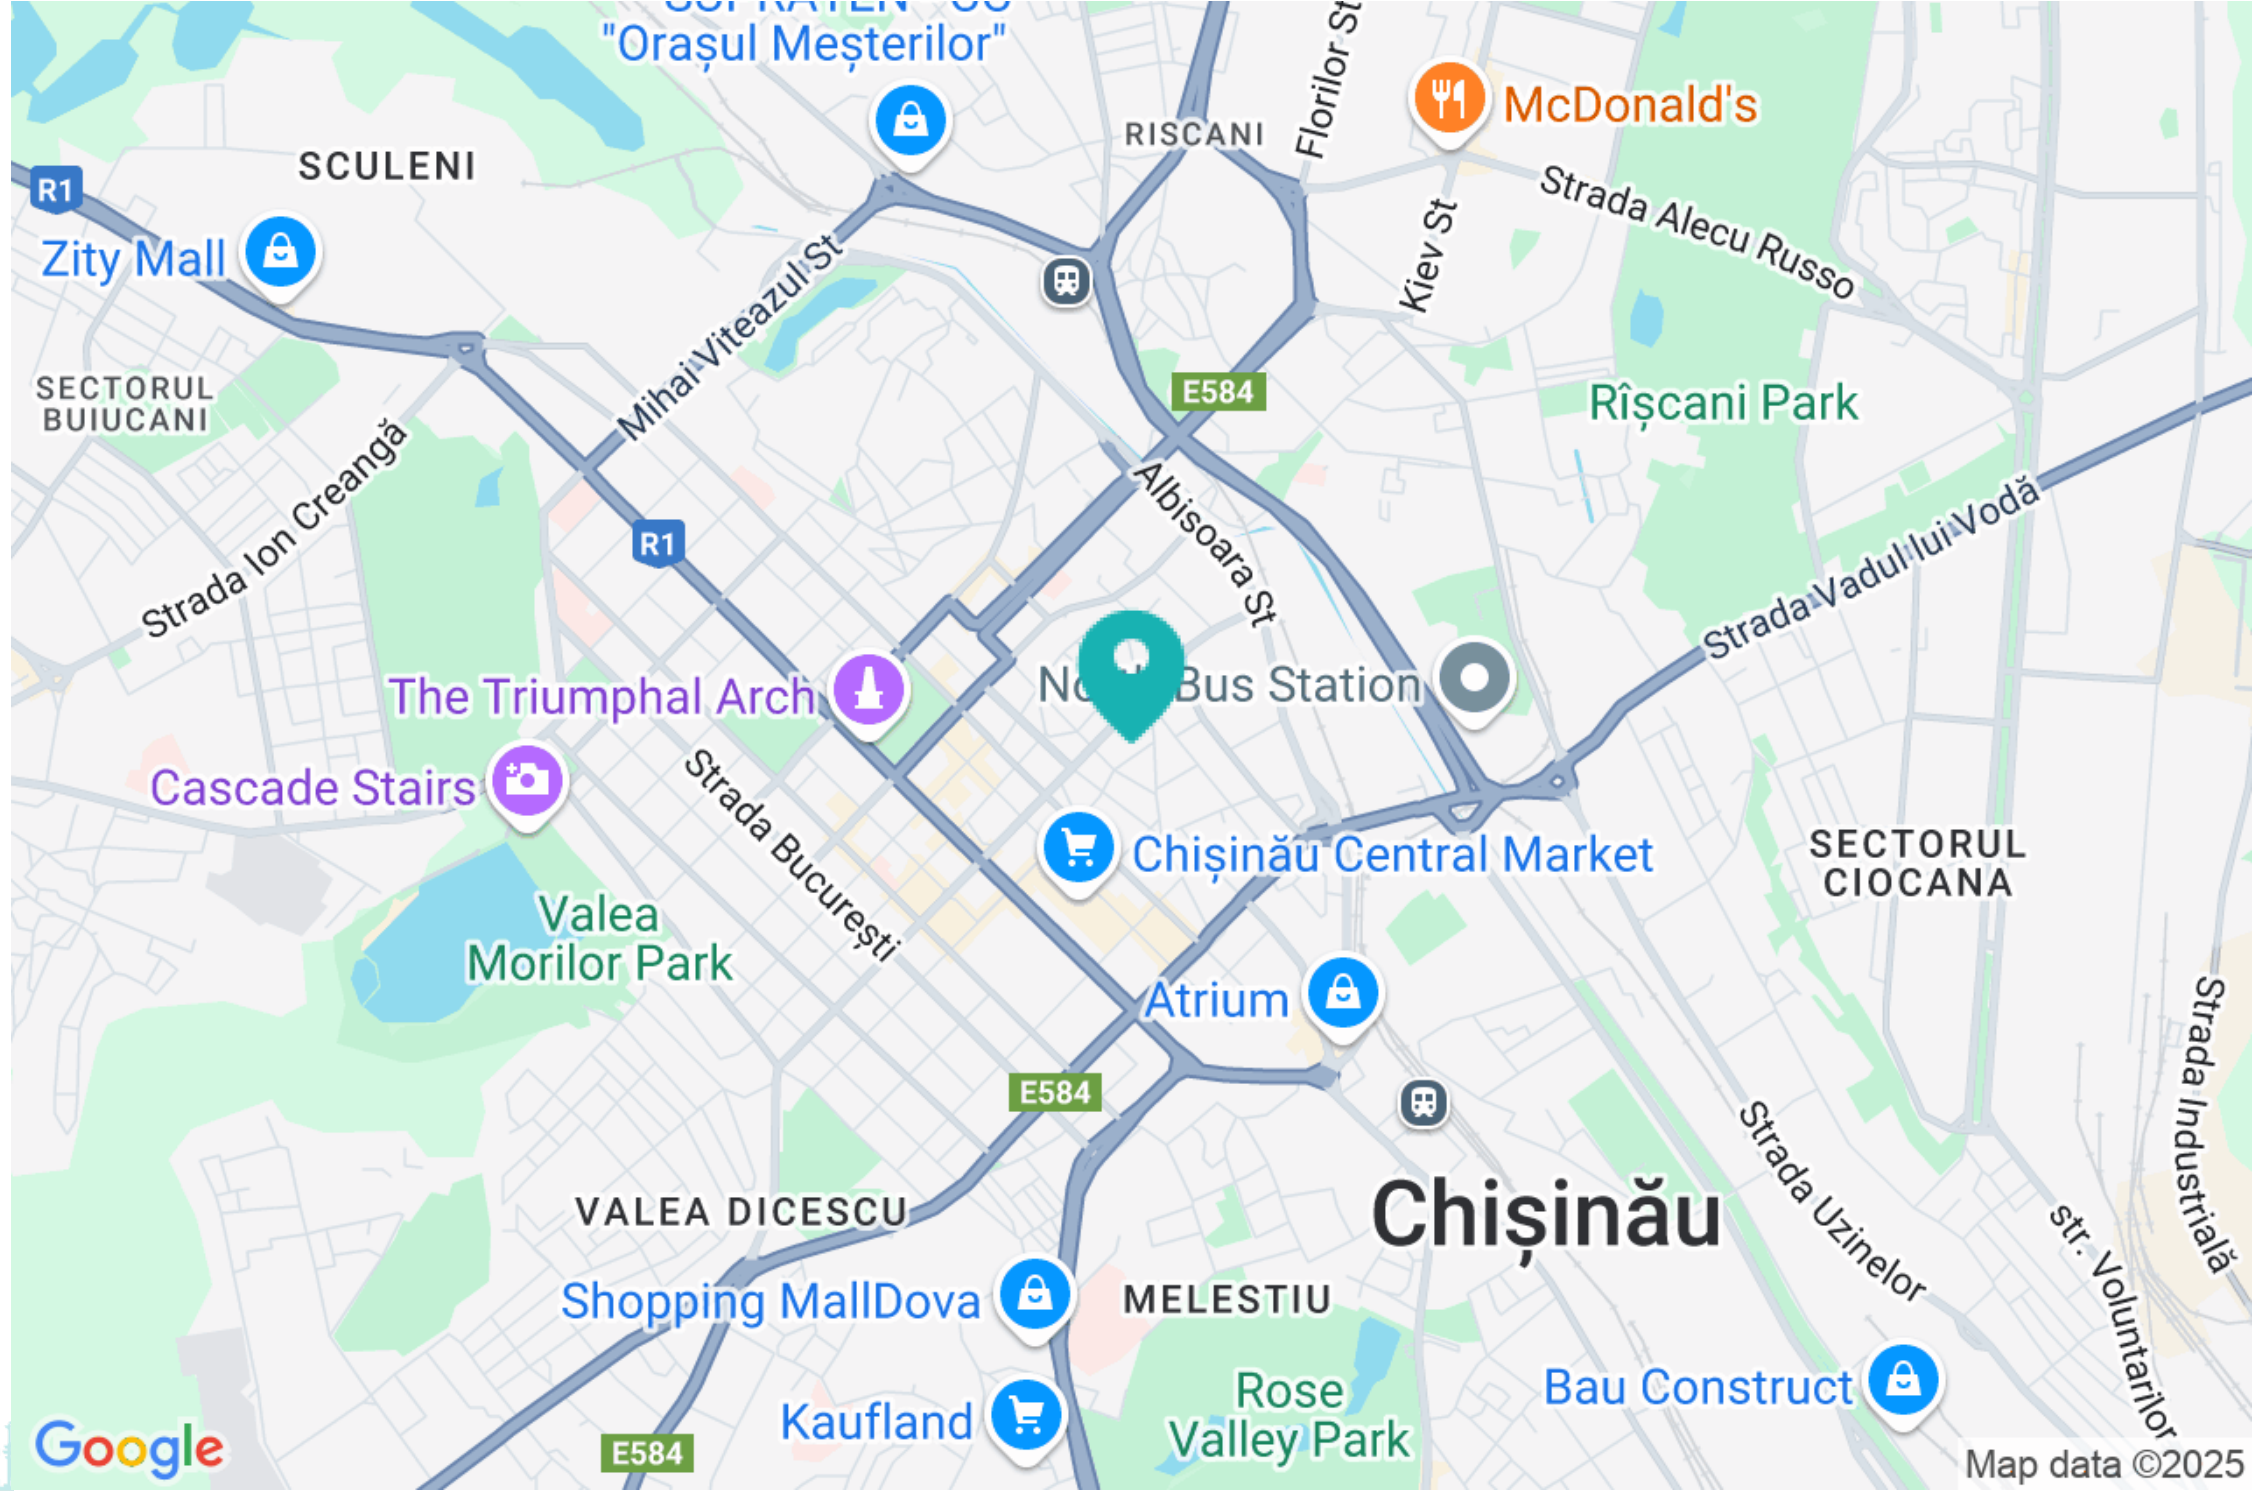 "Orașul Meșterilor"
Florilor St
McDonald's
RISCANI
SCULENI
R1
Zity Mall
Strada Alecu Russo
Kiev St
Mihai Viteazul St
SECTORUL
BUIUCANI
E584
Rîșcani Park
Strada Ion Creangă
R1
Albisoara St
Strada Vadul lui Vodă
The Triumphal Arch
Bus Station
Cascade Stairs
Strada București
Chișinău Central Market
SECTORUL
CIOCANA
Valea
Morilor Park
Atrium
E584
Strada Industrială
Strada Uzinelor
VALEA DICESCU
Chișinău
str. Voluntarilor
Shopping MallDova
MELESTIU
Rose
Valley Park
Bau Construct
Kaufland
E584
Google
Map data ©2025